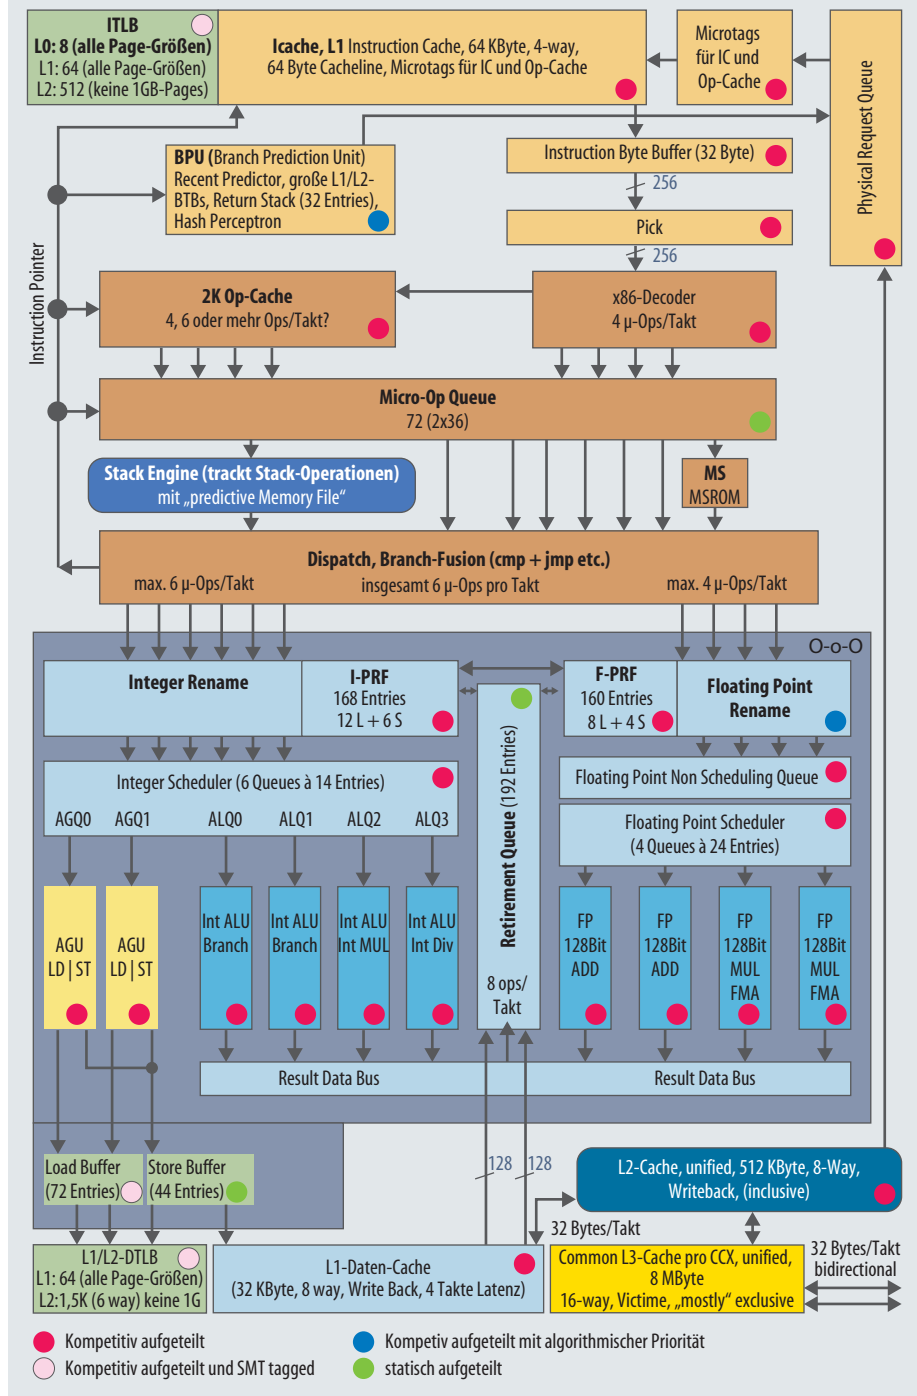 ITLB
L0: 8 (alle Page-Größen)
L1: 64 (alle Page-Größen)
L2: 512 (keine 1GB-Pages)
Icache, L1 Instruction Cache, 64 KByte, 4-way,
64 Byte Cacheline, Microtags für IC und Op-Cache
Microtags
für IC und
Op-Cache
Physical Request Queue
BPU (Branch Prediction Unit)
Recent Predictor, große L1/L2-
BTBs, Return Stack (32 Entries),
Hash Perceptron
Instruction Byte Buffer (32 Byte)
256
Pick
256
Instruction Pointer
2K Op-Cache
4, 6 oder mehr Ops/Takt?
x86-Decoder
4 µ-Ops/Takt
Micro-Op Queue
72 (2x36)
Stack Engine (trackt Stack-Operationen)
mit „predictive Memory File“
MS
MSROM
Dispatch, Branch-Fusion (cmp + jmp etc.)
max. 6 µ-Ops/Takt
insgesamt 6 µ-Ops pro Takt
max. 4 µ-Ops/Takt
O-o-O
Integer Rename
I-PRF
168 Entries
12 L + 6 S
F-PRF
160 Entries
8 L + 4 S
Floating Point
Rename
Retirement Queue (192 Entries)
8 ops/
Takt
Integer Scheduler (6 Queues à 14 Entries)
AGQ0 AGQ1 ALQ0 ALQ1 ALQ2 ALQ3
Floating Point Non Scheduling Queue
Floating Point Scheduler
(4 Queues à 24 Entries)
AGU
LD | ST
AGU
LD | ST
Int ALU
Branch
Int ALU
Branch
Int ALU
Int MUL
Int ALU
Int Div
FP
128Bit
ADD
FP
128Bit
ADD
FP
128Bit
MUL
FMA
FP
128Bit
MUL
FMA
Result Data Bus
Result Data Bus
Load Buffer
(72 Entries)
Store Buffer
(44 Entries)
128
128
L2-Cache, unified, 512 KByte, 8-Way,
Writeback, (inclusive)
32 Bytes/Takt
L1/L2-DTLB
L1: 64 (alle Page-Größen)
L2:1,5K (6 way) keine 1G
L1-Daten-Cache
(32 KByte, 8 way, Write Back, 4 Takte Latenz)
Common L3-Cache pro CCX, unified,
8 MByte
16-way, Victime, „mostly“ exclusive
32 Bytes/Takt
bidirectional
Kompetitiv aufgeteilt
Kompetiv aufgeteilt mit algorithmischer Priorität
Kompetitiv aufgeteilt und SMT tagged
statisch aufgeteilt